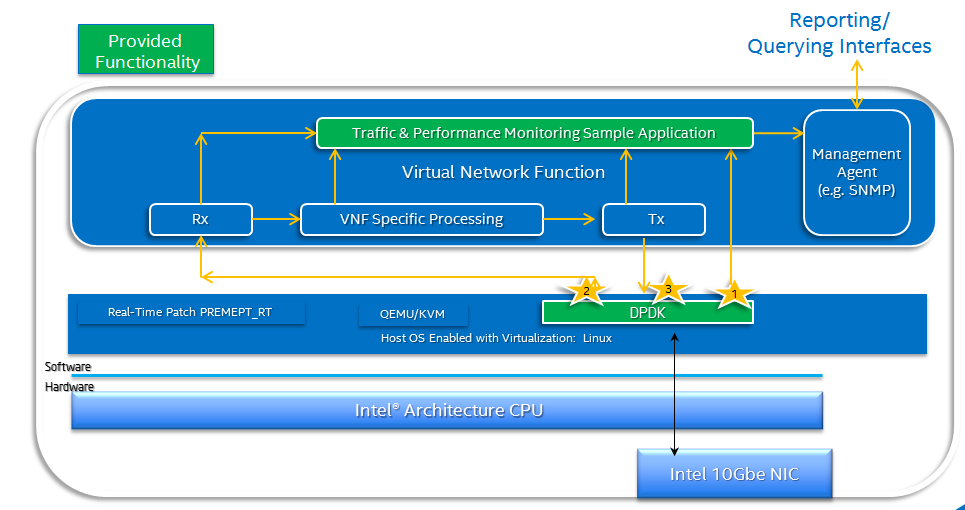 Reporting/
Querying Interfaces
Provided
Functionality
Traffic & Performance Monitoring Sample Application
Management
Agent
(e.g. SNMP)
Virtual Network Function
Rx
VNF Specific Processing
Tx
2
3
1
Real-Time Patch PREMEPT_RT
QEMU/KVM
DPDK
Host OS Enabled with Virtualization: Linux
Software
Hardware
Intel® Architecture CPU
Intel 10Gbe NIC